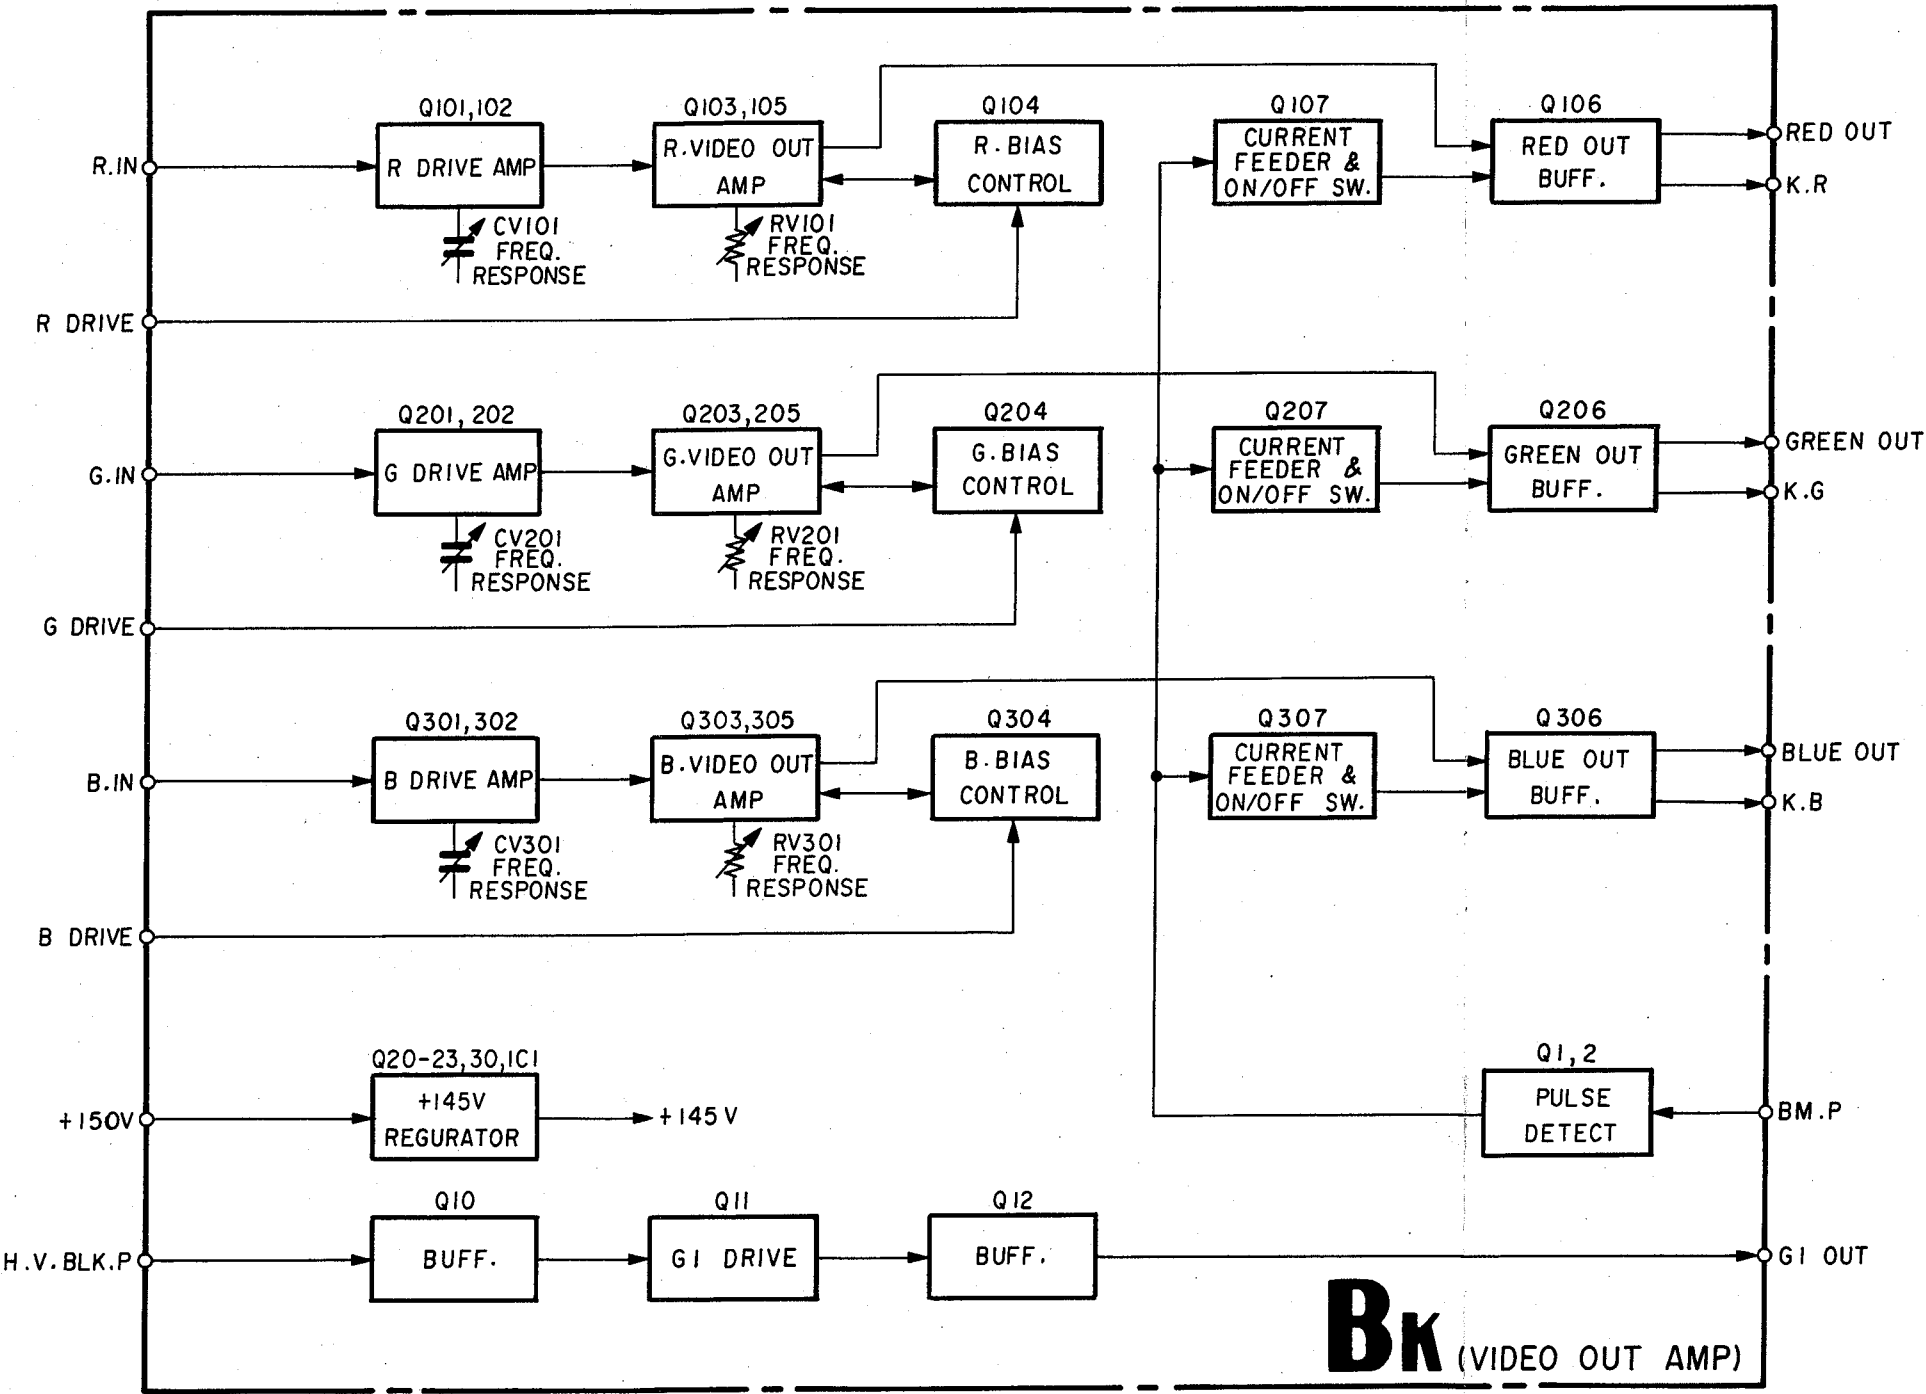 Q101,102
Q103,105
Q104
Q107
Q106
R.IN
R DRIVE AMP
R.VIDEO OUT
AMP
R.BIAS
CONTROL
CURRENT
FEEDER &
ON/OFF SW.
RED OUT
BUFF.
RED OUT
K.R
CV101
FREQ.
RESPONSE
RV101
FREQ.
RESPONSE
R DRIVE
Q201,202
Q203,205
Q204
Q207
Q206
G.IN
G DRIVE AMP
G.VIDEO OUT
AMP
G.BIAS
CONTROL
CURRENT
FEEDER &
ON/OFF SW.
GREEN OUT
BUFF.
GREEN OUT
K.G
CV201
FREQ.
RESPONSE
RV201
FREQ.
RESPONSE
G DRIVE
Q301,302
Q303,305
Q304
Q307
Q306
B.IN
B DRIVE AMP
B.VIDEO OUT
AMP
B.BIAS
CONTROL
CURRENT
FEEDER &
ON/OFF SW.
BLUE OUT
BUFF.
BLUE OUT
K.B
CV301
FREQ.
RESPONSE
RV301
FREQ.
RESPONSE
B DRIVE
Q20-23,30,IC1
+150V
+145V
REGURATOR
+145V
Q1,2
PULSE
DETECT
BM.P
Q10
Q11
Q12
H.V.BLK.P
BUFF.
G1 DRIVE
BUFF.
G1 OUT
BK (VIDEO OUT AMP)